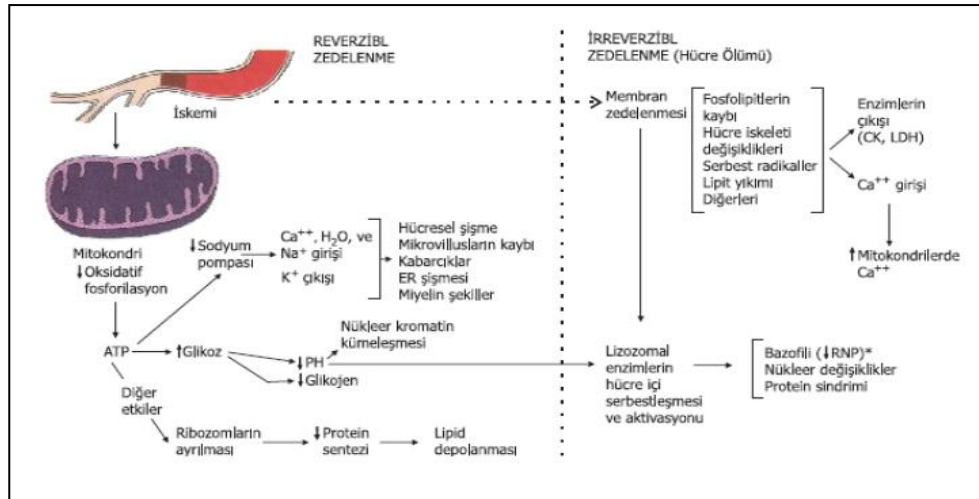 REVERZİBL
ZEDELENME
İRREVERZİBL
ZEDELENME (Hücre Ölümü)
İskemi
Membran
zedelenmesi
Fosfolipitlerin
kaybı
Hücre iskeleti
değişiklikleri
Serbest radikaller
Lipit yıkımı
Diğerleri
Enzimlerin
çıkışı
(CK, LDH)
Ca++ girişi
↑Mitokondrilerde
Ca++
Mitokondri
↓Oksidatif
fosforilasyon
↓Sodyum
pompası
Ca++, H2O, ve
Na+ girişi
K+ çıkışı
Hücresel şişme
Mikrovillusların kaybı
Kabarcıklar
ER şişmesi
Miyelin şekiller
Nükleer kromatin
kümeleşmesi
ATP
↑Glikoz
↓PH
↓Glikojen
Lizozomal
enzimlerin
hücre içi
serbestleşmesi
ve aktivasyonu
Bazofili (↓RNP)*
Nükleer değişiklikler
Protein sindrimi
Diğer
etkiler
Ribozomların
ayrılması
↓Protein
sentezi
Lipid
depolanması